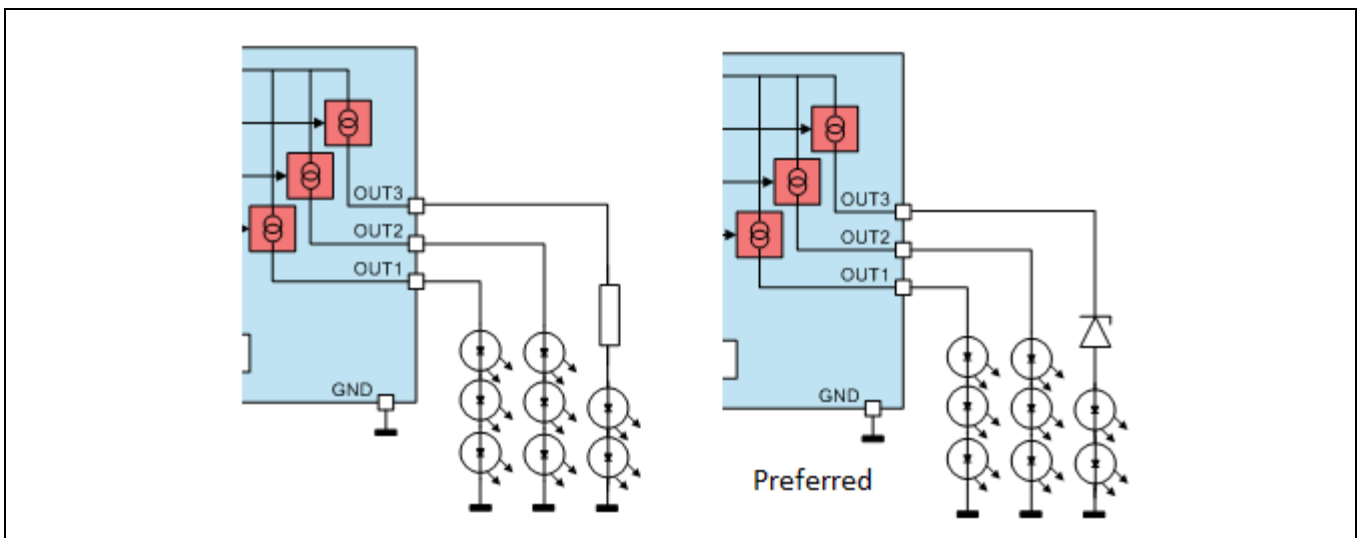 OUT3
OUT2
OUT1
GND
OUT3
OUT2
OUT1
GND
Preferred